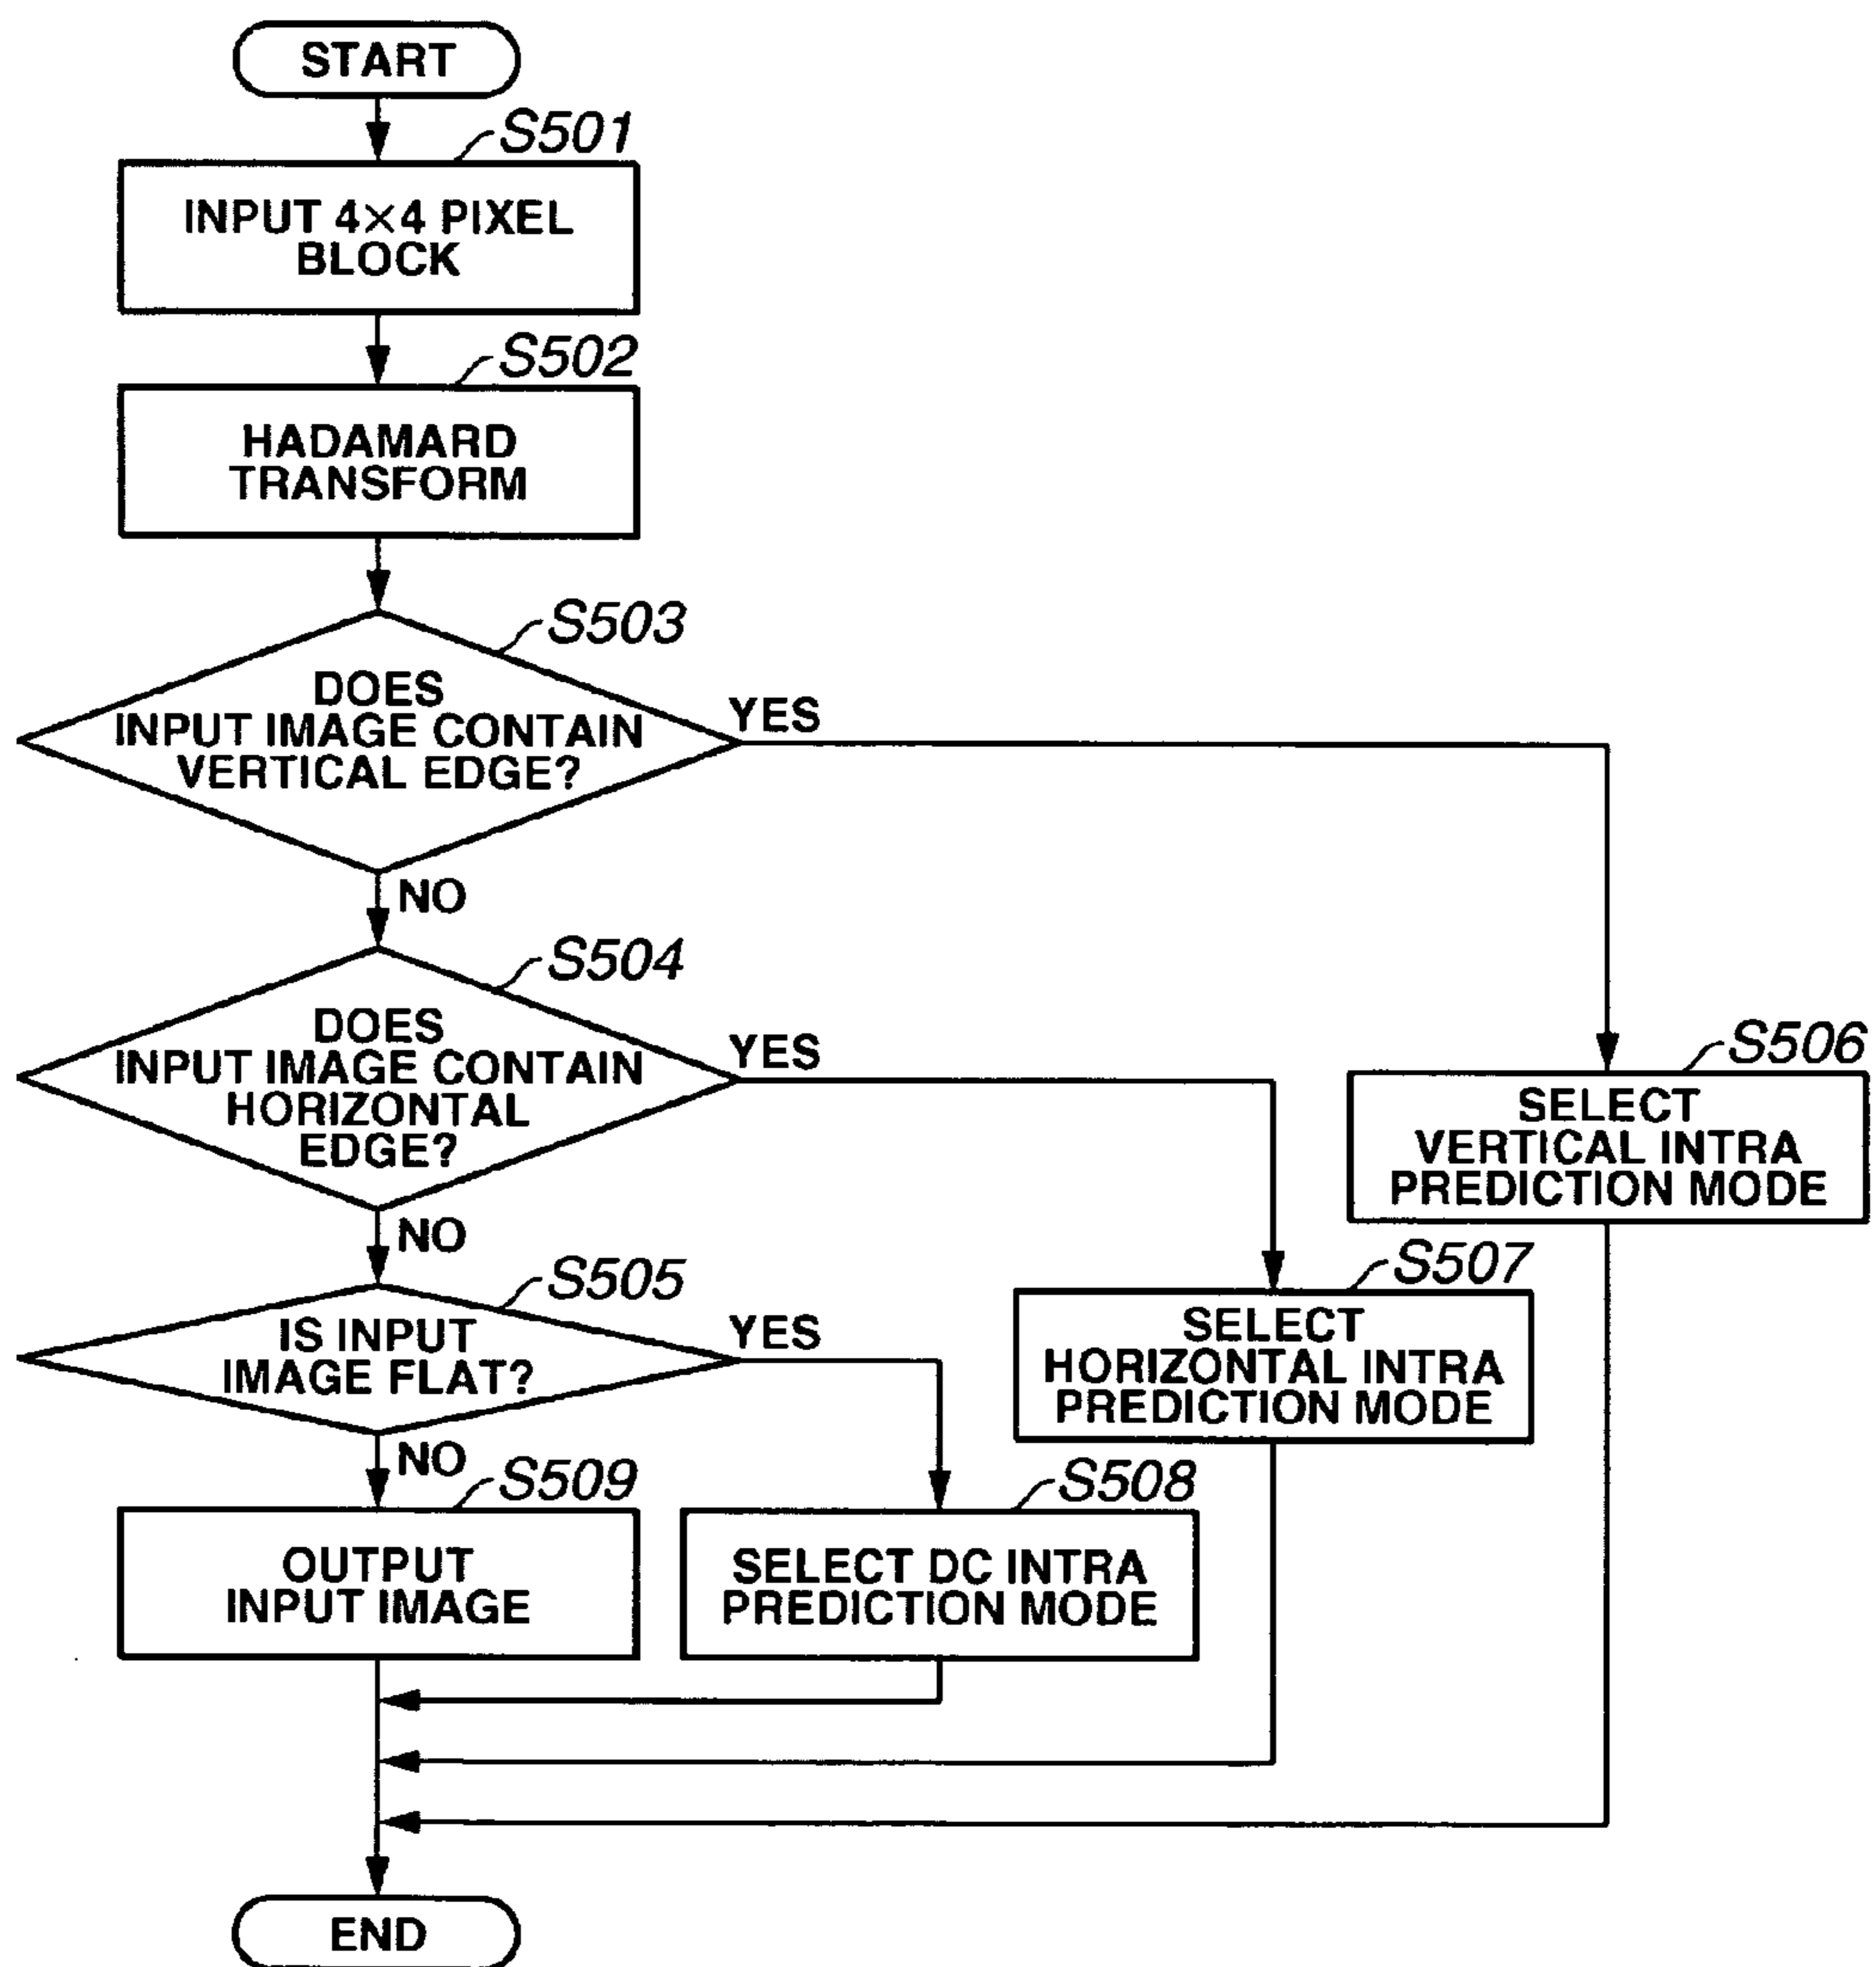 START
S501
INPUT 4×4 PIXEL
BLOCK
S502
HADAMARD
TRANSFORM
S503
DOES
INPUT IMAGE CONTAIN
VERTICAL EDGE?
YES
NO
S504
DOES
INPUT IMAGE CONTAIN
HORIZONTAL
EDGE?
YES
NO
S506
SELECT
VERTICAL INTRA
PREDICTION MODE
S505
IS INPUT
IMAGE FLAT?
YES
NO
S507
SELECT
HORIZONTAL INTRA
PREDICTION MODE
S509
OUTPUT
INPUT IMAGE
S508
SELECT DC INTRA
PREDICTION MODE
END